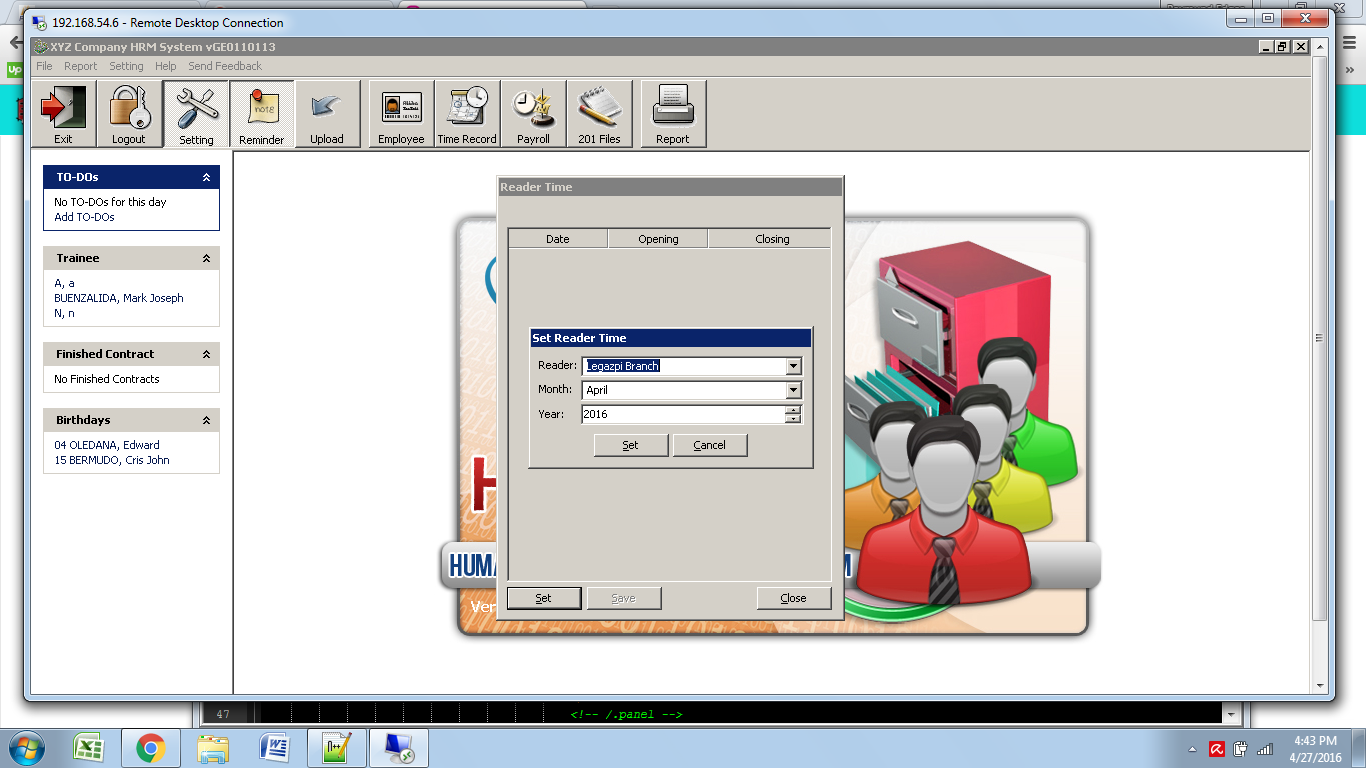 192.168.54.6 - Remote Desktop Connection
XYZ Company HRM System vGE0110113
File Report Setting Help Send Feedback
Exit Logout Setting Reminder Upload Employee Time Record Payroll 201 Files Report
note
TO-DOs
No TO-DOs for this day
Add TO-DOs
Trainee
A, a
BUENZALIDA, Mark Joseph
N, n
Finished Contract
No Finished Contracts
Birthdays
04 OLEDANA, Edward
15 BERMUDO, Cris John
Reader Time
Date Opening Closing
Set Reader Time
Reader: Legazpi Branch
Month: April
Year: 2016
Set Cancel
Set Save Close
H
HUMA
M
Ver
47 <!-- /.panel -->
4:43 PM
4/27/2016